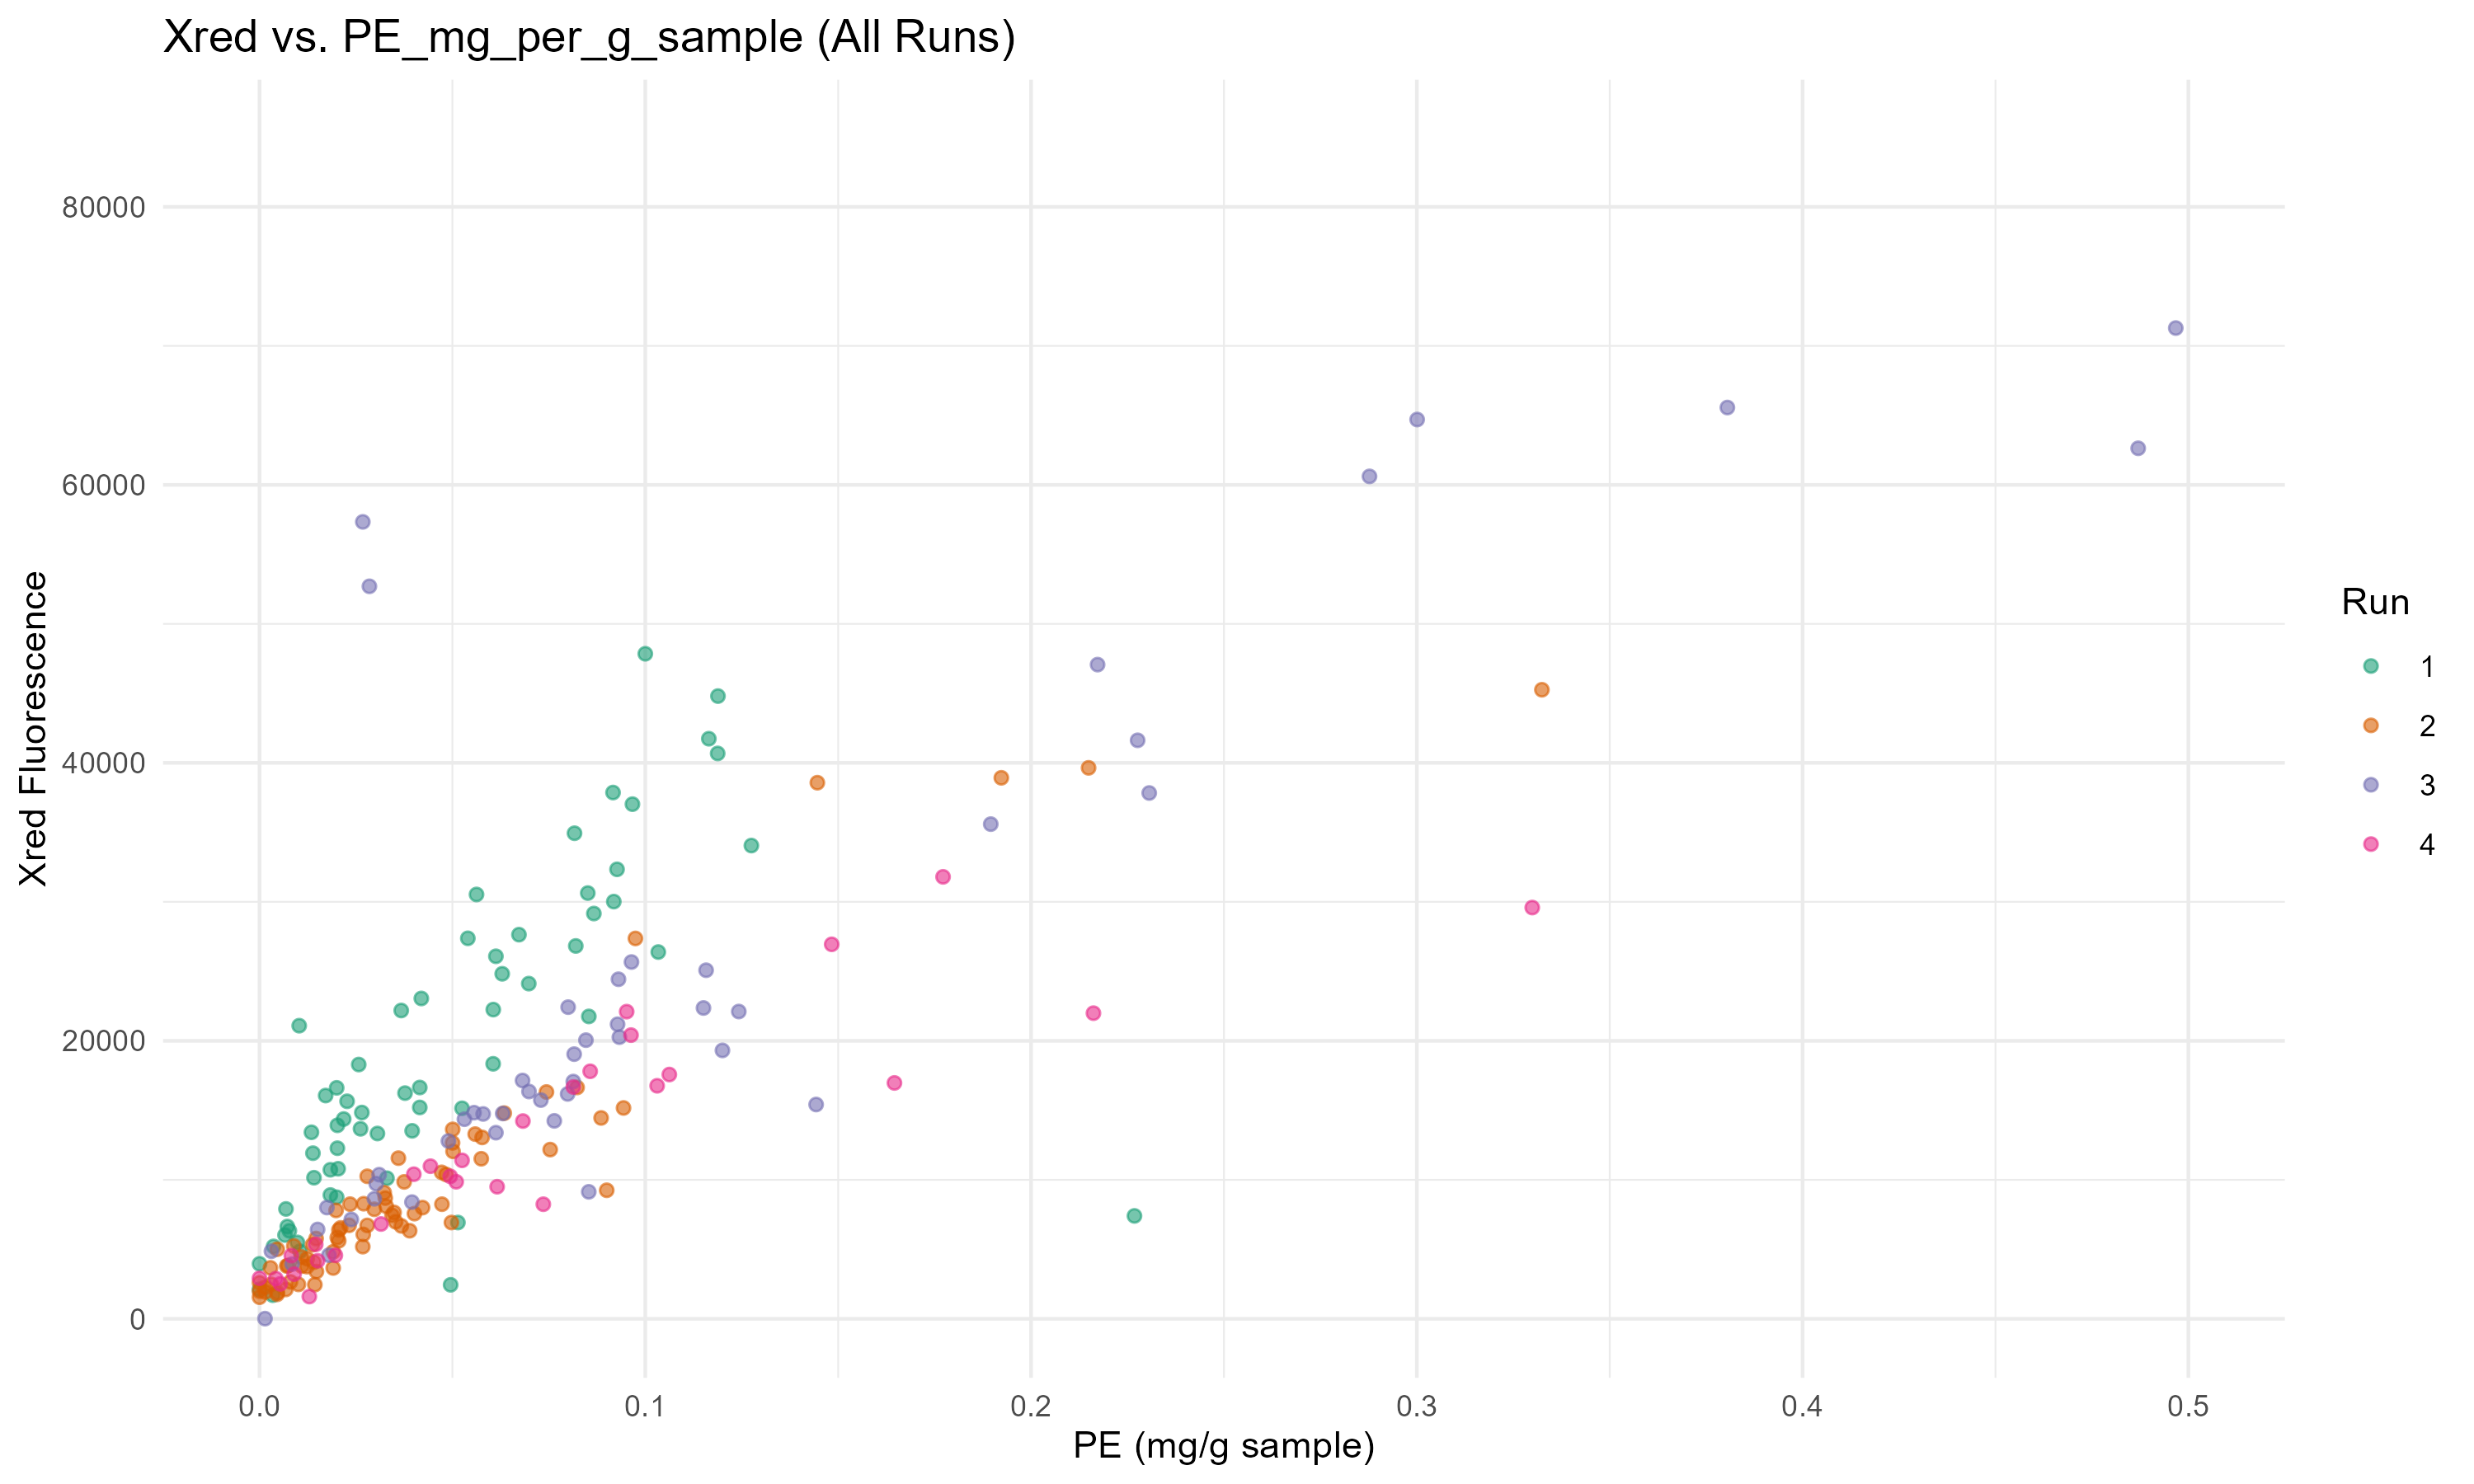 Xred vs. PE_mg_per_g_sample (All Runs)
80000
60000
40000
20000
0
Xred Fluorescence
0.0 0.1 0.2 0.3 0.4 0.5
PE (mg/g sample)
Run
1
2
3
4